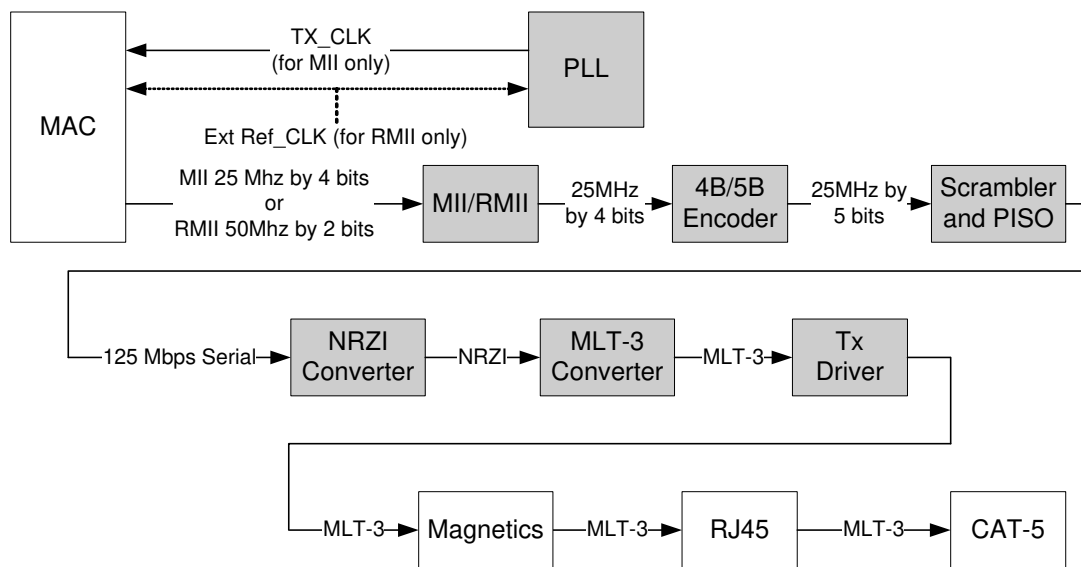 TX_CLK
(for MII only)
PLL
MAC
Ext Ref_CLK (for RMII only)
MII 25 Mhz by 4 bits
or
RMII 50Mhz by 2 bits
MII/RMII
25MHz
by 4 bits
4B/5B
Encoder
25MHz by
5 bits
Scrambler
and PISO
125 Mbps Serial
NRZI
Converter
NRZI
MLT-3
Converter
MLT-3
Tx
Driver
MLT-3
Magnetics
MLT-3
RJ45
MLT-3
CAT-5